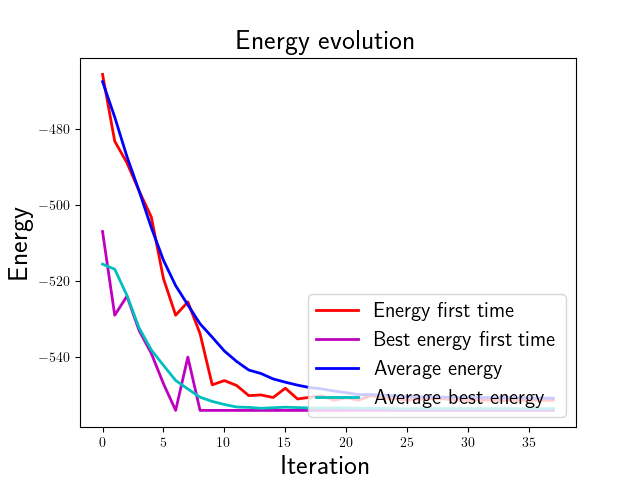 Energy evolution
Energy
−480
−500
−520
−540
Energy first time
Best energy first time
Average energy
Average best energy
0 5 10 15 20 25 30 35
Iteration